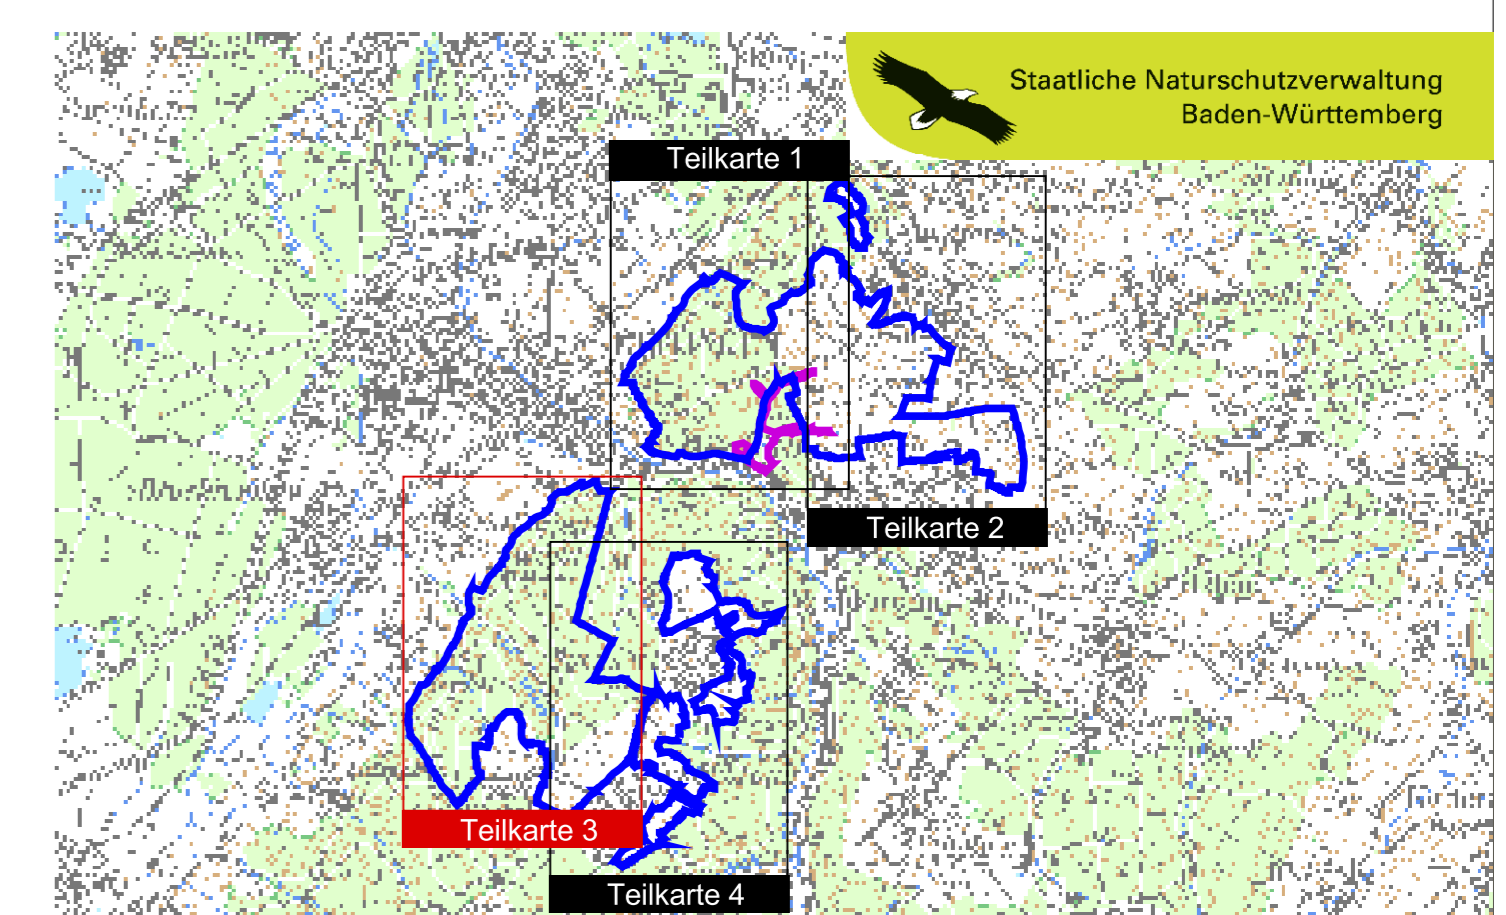 Staatliche Naturschutzverwaltung
Baden-Württemberg
Teilkarte 1
Teilkarte 2
Teilkarte 3
Teilkarte 4